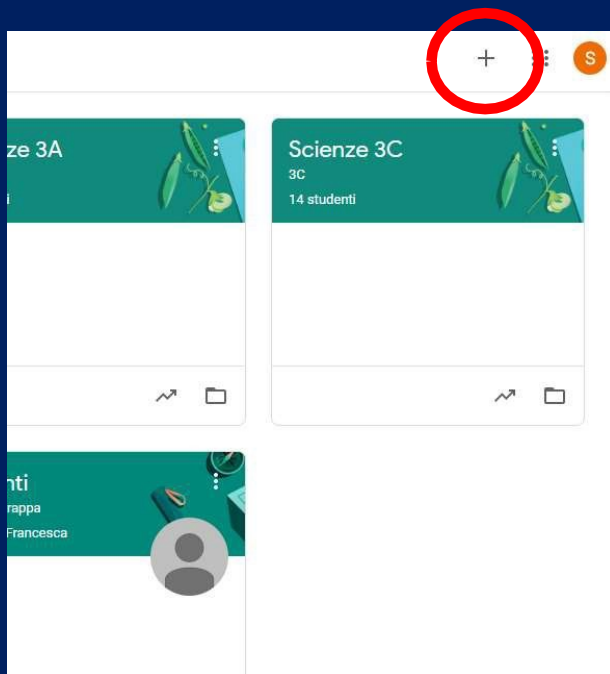 S
ze 3A
i
Scienze 3C
3C
14 studenti
nti
rappa
Francesca